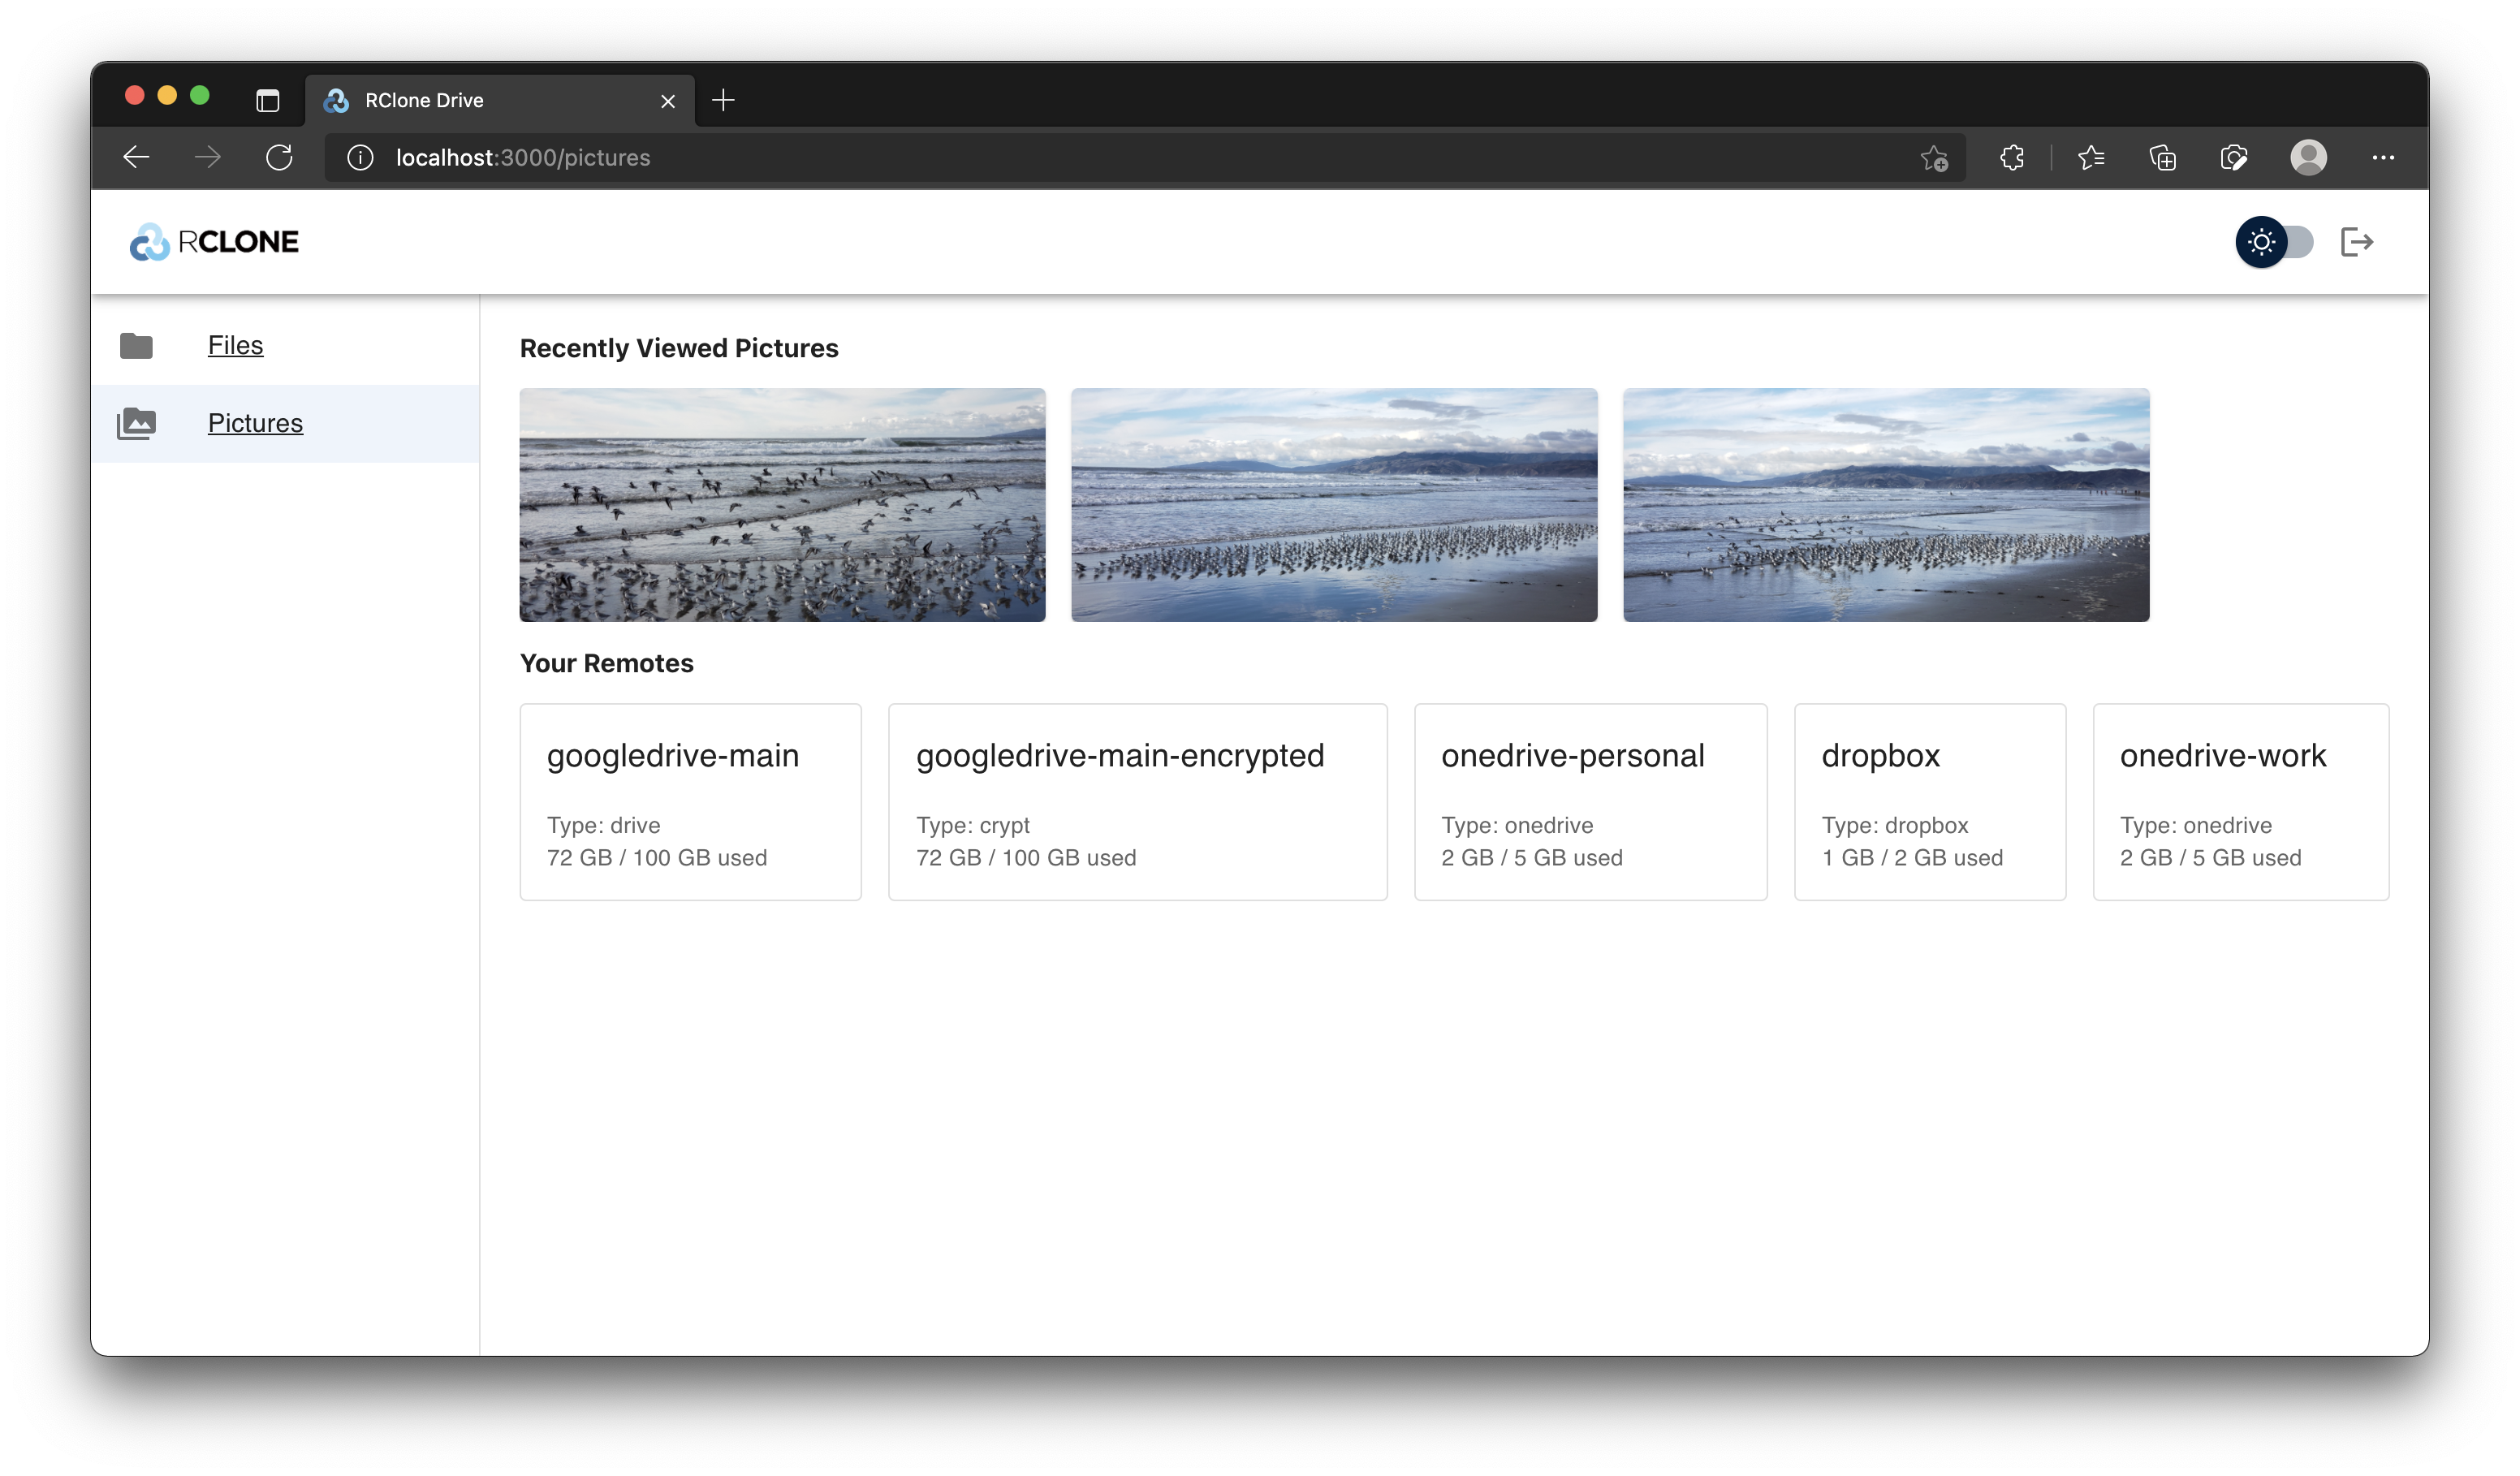 RClone Drive
localhost:3000/pictures
RCLONE
Files
Pictures
Recently Viewed Pictures
Your Remotes
googledrive-main
Type: drive
72 GB / 100 GB used
googledrive-main-encrypted
Type: crypt
72 GB / 100 GB used
onedrive-personal
Type: onedrive
2 GB / 5 GB used
dropbox
Type: dropbox
1 GB / 2 GB used
onedrive-work
Type: onedrive
2 GB / 5 GB used